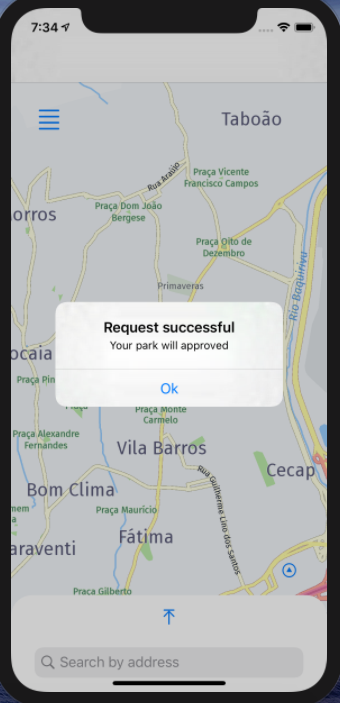 7:34
Taboão
Rua Araújo
Praça Vicente
Francisco Campos
Praça Dom João
Bergese
orros
Praça Oito de
Dezembro
Rio Baquirivu
Primaveras
Request successful
Your park will approved
ocaia
Praça Pin
Ok
Praça Monte
Carmelo
Praça Alexandre
Fernandes
Vila Barros
Cecap
Rua Guilherme Lino dos Santos
Bom Clima
Praça Maurício
Fátima
araventi
Praça Gilberto
Search by address